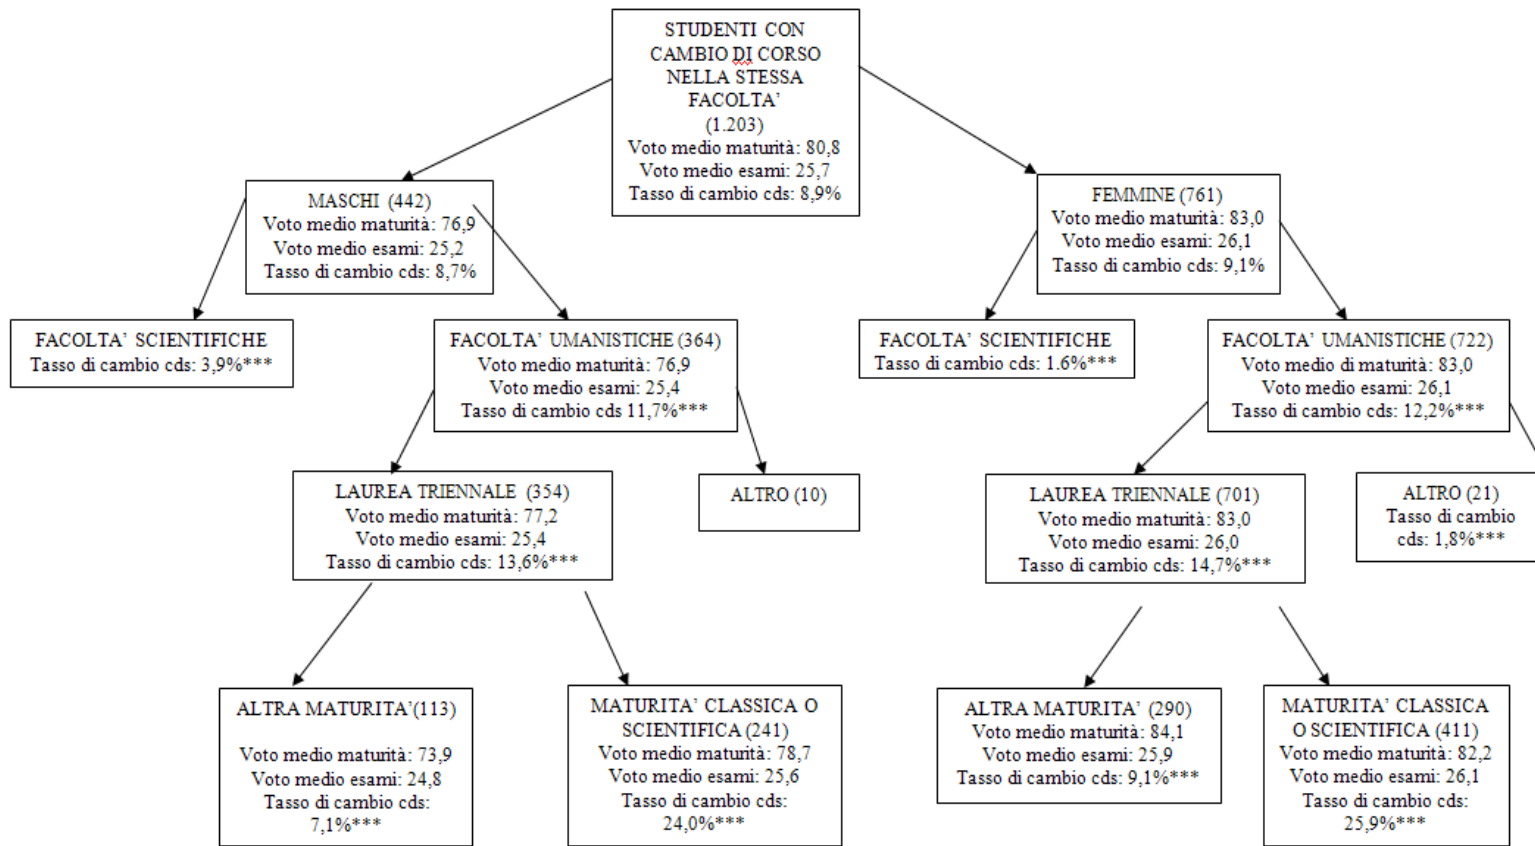 STUDENTI CON
CAMBIO DI CORSO
NELLA STESSA
FACOLTA’
(1.203)
Voto medio maturità: 80,8
Voto medio esami: 25,7
Tasso di cambio cds: 8,9%
MASCHI (442)
Voto medio maturità: 76,9
Voto medio esami: 25,2
Tasso di cambio cds: 8,7%
FEMMINE (761)
Voto medio maturità: 83,0
Voto medio esami: 26,1
Tasso di cambio cds: 9,1%
FACOLTA’ SCIENTIFICHE
Tasso di cambio cds: 3,9%***
FACOLTA’ UMANISTICHE (364)
Voto medio maturità: 76,9
Voto medio esami: 25,4
Tasso di cambio cds 11,7%***
FACOLTA’ SCIENTIFICHE
Tasso di cambio cds: 1.6%***
FACOLTA’ UMANISTICHE (722)
Voto medio di maturità: 83,0
Voto medio esami: 26,1
Tasso di cambio cds: 12,2%***
LAUREA TRIENNALE (354)
Voto medio maturità: 77,2
Voto medio esami: 25,4
Tasso di cambio cds: 13,6%***
ALTRO (10)
LAUREA TRIENNALE (701)
Voto medio maturità: 83,0
Voto medio esami: 26,0
Tasso di cambio cds: 14,7%***
ALTRO (21)
Tasso di cambio
cds: 1,8%***
ALTRA MATURITA’(113)
Voto medio maturità: 73,9
Voto medio esami: 24,8
Tasso di cambio cds:
7,1%***
MATURITA’ CLASSICA O
SCIENTIFICA (241)
Voto medio maturità: 78,7
Voto medio esami: 25,6
Tasso di cambio cds:
24,0%***
ALTRA MATURITA’ (290)
Voto medio maturità: 84,1
Voto medio esami: 25,9
Tasso di cambio cds: 9,1%***
MATURITA’ CLASSICA
O SCIENTIFICA (411)
Voto medio maturità: 82,2
Voto medio esami: 26,1
Tasso di cambio cds:
25,9%***